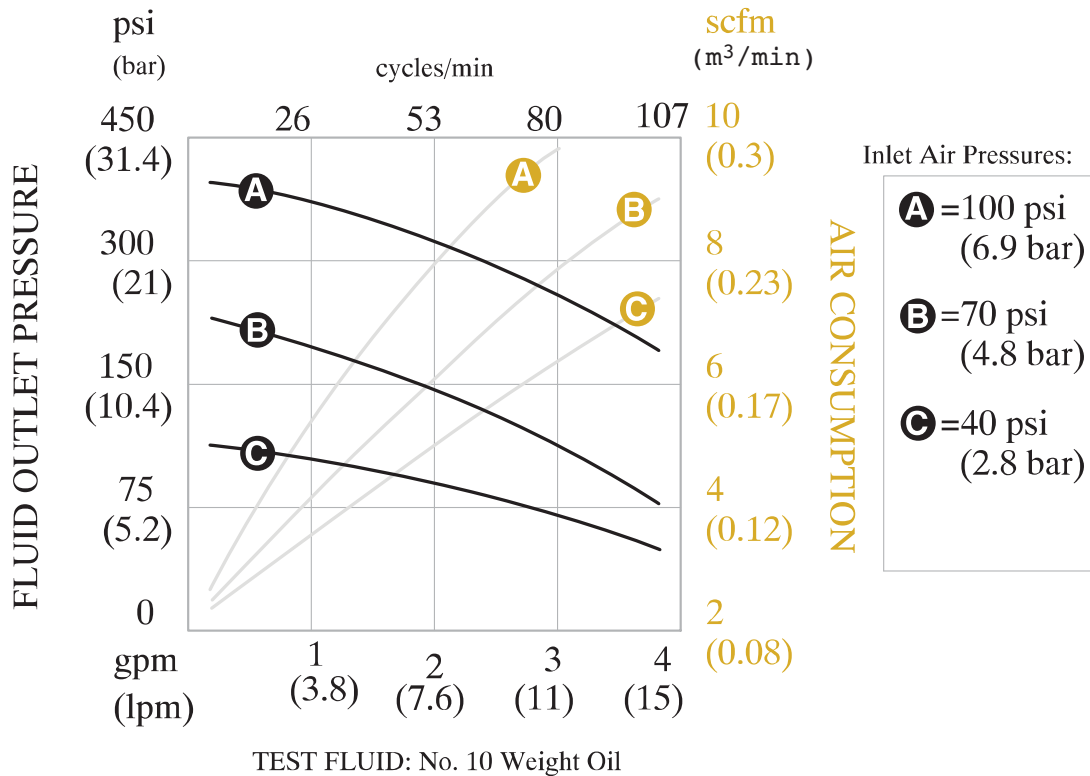 psi
(bar)
scfm
(m³/min)
cycles/min
26 53 80 107
450
(31.4)
300
(21)
150
(10.4)
75
(5.2)
0
FLUID OUTLET PRESSURE
A
B
C
A
B
C
10
(0.3)
8
(0.23)
6
(0.17)
4
(0.12)
2
(0.08)
AIR CONSUMPTION
Inlet Air Pressures:
A =100 psi
(6.9 bar)
B =70 psi
(4.8 bar)
C =40 psi
(2.8 bar)
gpm 1 2 3 4
(lpm) (3.8) (7.6) (11) (15)
TEST FLUID: No. 10 Weight Oil